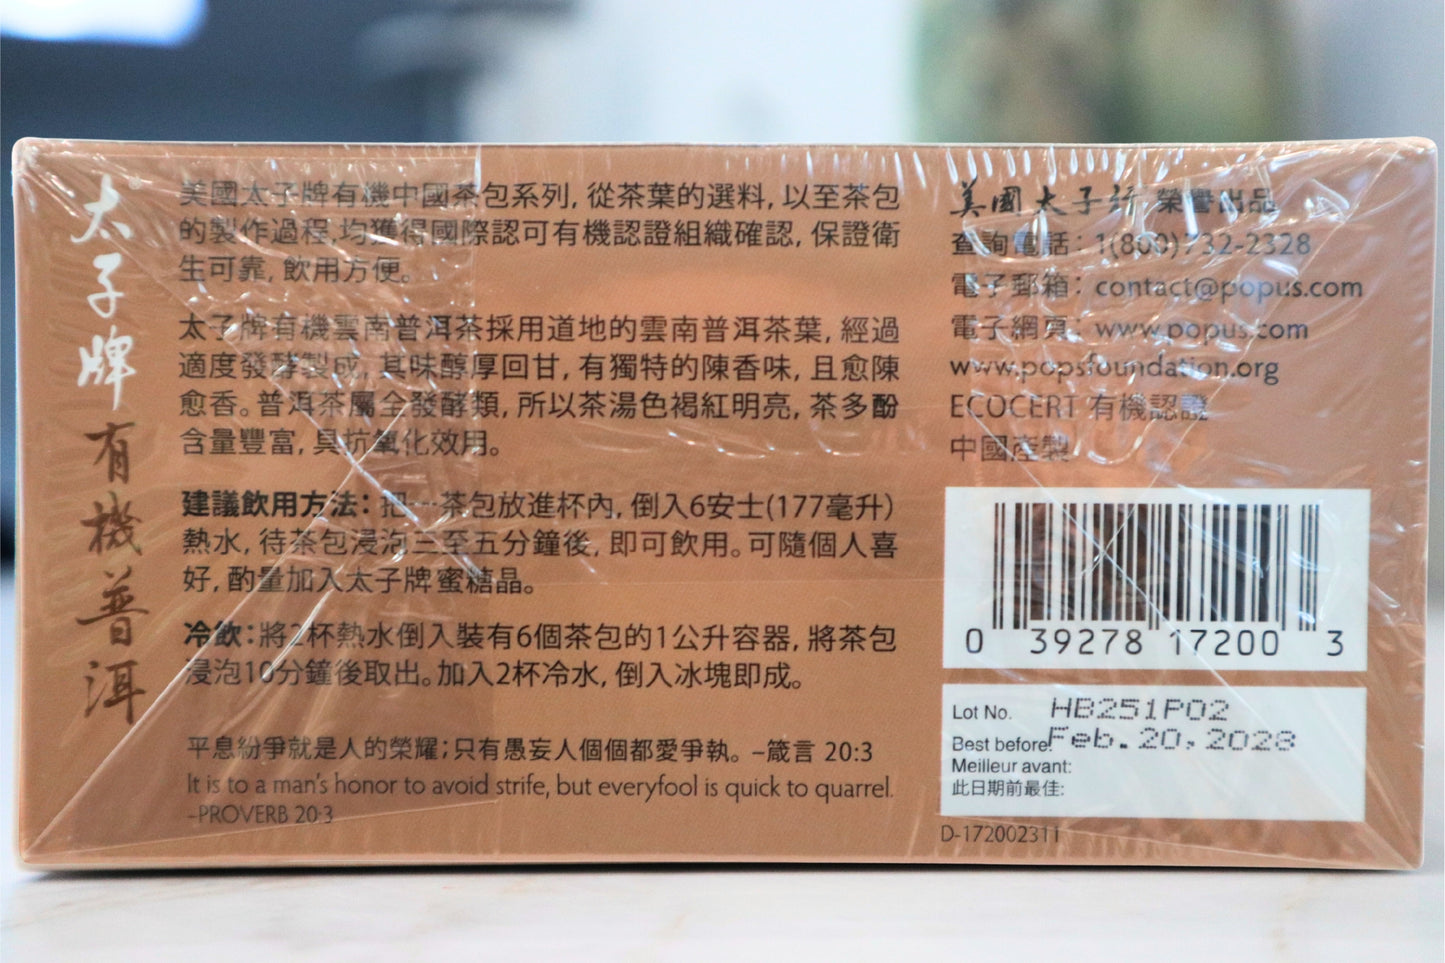 太子牌有機普洱
美國太子牌有機中國茶包系列, 從茶葉的選料, 以至茶包
的製作過程,均獲得國際認可有機認證組織確認, 保證衛
生可靠, 飲用方便。
太子牌有機雲南普洱茶採用道地的雲南普洱茶葉, 經過
適度發酵製成, 其味醇厚回甘, 有獨特的陳香味, 且愈陳
愈香。普洱茶屬全發酵類, 所以茶湯色褐紅明亮, 茶多酚
含量豐富, 具抗氧化效用。
建議飲用方法: 把一茶包放進杯內, 倒入6安士(177毫升)
熱水, 待茶包浸泡三至五分鐘後, 即可飲用。可隨個人喜
好, 酌量加入太子牌蜜糖晶。
冷飲:將2杯熱水倒入裝有6個茶包的1公升容器, 將茶包
浸泡10分鐘後取出。加入2杯冷水, 倒入冰塊即成。
平息紛爭就是人的榮耀;只有愚妄人個個都愛爭執。–箴言 20:3
It is to a man's honor to avoid strife, but everyfool is quick to quarrel.
–PROVERB 20:3
美國太子行 榮譽出品
查詢電話: 1(800)732-2328
電子郵箱: contact@popus.com
電子網頁: www.popus.com
www.popsfoundation.org
ECOCERT 有機認證
中國產製
0 39278 17200 3
Lot No. HB251P02
Best before: Feb.20,2028
Meilleur avant:
此日期前最佳:
D-172002311